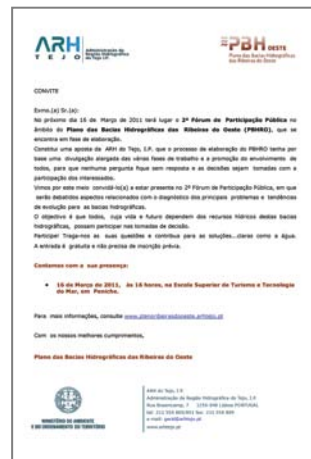 ARH
TEJO
Administração da
Região Hidrográfica
do Tejo, I.P.
PBH OESTE
Plano das Bacias Hidrográficas
das Ribeiras do Oeste
CONVITE
Exmo.(a) Sr.(a):
No próximo dia 16 de Março de 2011 terá lugar o 2º Fórum de Participação Pública no
âmbito do Plano das Bacias Hidrográficas das Ribeiras do Oeste (PBHRO), que se
encontra em fase geral.
Constitui uma aposta da ARH do Tejo, I.P. que o processo de elaboração do PBHRO tenha por
base uma divulgação alargada das várias fases de trabalho e a promoção do envolvimento de
todos, para que nenhuma pergunta fique sem resposta e as decisões sejam tomadas com a
participação dos interessados.
Vimos por este meio convidá-lo(a) a estar presente no 2º Fórum de Participação Pública, em que
serão debatidos aspectos relacionados com o diagnóstico dos principais problemas e tendências
de evolução para as bacias hidrográficas.
O objectivo é que todos, cuja vida e futuro dependem dos recursos hídricos destas bacias
hidrográficas, possam participar nas tomadas de decisão.
Participe! Traga-nos as suas questões e contribua para as soluções...claras como a água.
A entrada é gratuita e não precisa de inscrição prévia.
Contamos com a sua presença:
• 16 de Março de 2011, às 16 horas, na Escola Superior de Turismo e Tecnologia
do Mar, em Peniche.
Para mais informações, consulte
Com os nossos melhores cumprimentos,
Plano das Bacias Hidrográficas das Ribeiras do Oeste
MINISTÉRIO DO AMBIENTE
E DO ORDENAMENTO DO TERRITÓRIO
ARH do Tejo, I.P.
Administração da Região Hidrográfica do Tejo, I.P.
www.arhtejo.pt